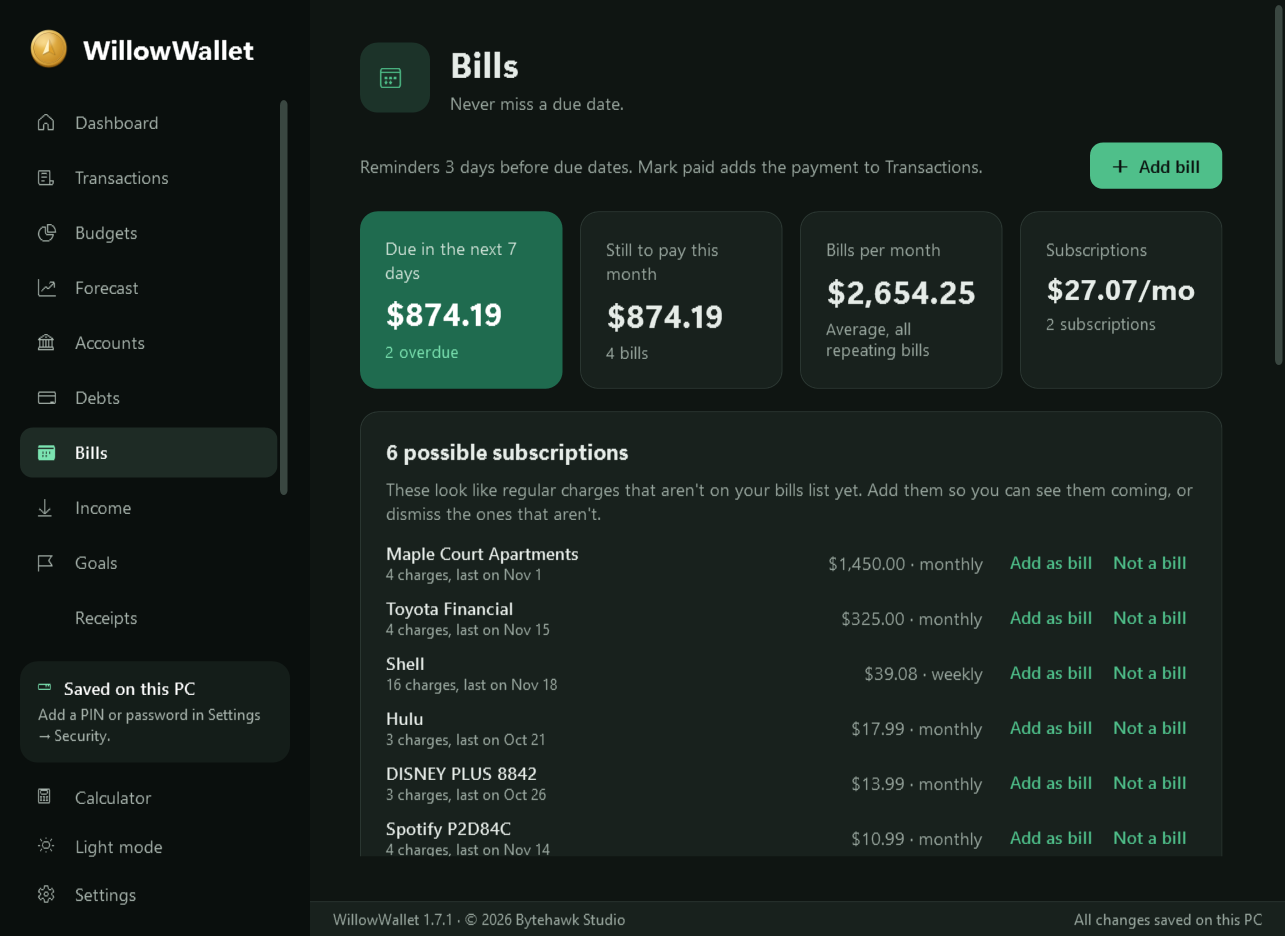 WillowWallet
Dashboard
Transactions
Budgets
Forecast
Accounts
Debts
Bills
Income
Goals
Receipts
Saved on this PC
Add a PIN or password in Settings
→ Security.
Calculator
Light mode
Settings
Bills
Never miss a due date.
Reminders 3 days before due dates. Mark paid adds the payment to Transactions.
+ Add bill
Due in the next 7
days
$874.19
2 overdue
Still to pay this
month
$874.19
4 bills
Bills per month
$2,654.25
Average, all
repeating bills
Subscriptions
$27.07/mo
2 subscriptions
6 possible subscriptions
These look like regular charges that aren't on your bills list yet. Add them so you can see them coming, or
dismiss the ones that aren't.
Maple Court Apartments
4 charges, last on Nov 1
$1,450.00 · monthly Add as bill Not a bill
Toyota Financial
4 charges, last on Nov 15
$325.00 · monthly Add as bill Not a bill
Shell
16 charges, last on Nov 18
$39.08 · weekly Add as bill Not a bill
Hulu
3 charges, last on Oct 21
$17.99 · monthly Add as bill Not a bill
DISNEY PLUS 8842
3 charges, last on Oct 26
$13.99 · monthly Add as bill Not a bill
Spotify P2D84C
4 charges, last on Nov 14
$10.99 · monthly Add as bill Not a bill
WillowWallet 1.7.1 · © 2026 Bytehawk Studio
All changes saved on this PC